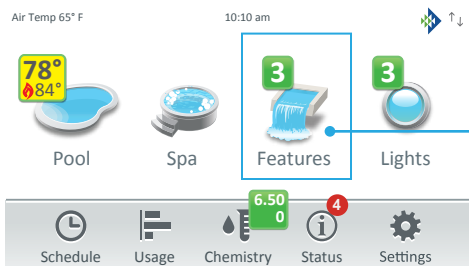 Air Temp 65° F
10:10 am
78°
84°
3
3
Pool
Spa
Features
Lights
6.50
0
4
Schedule
Usage
Chemistry
Status
Settings